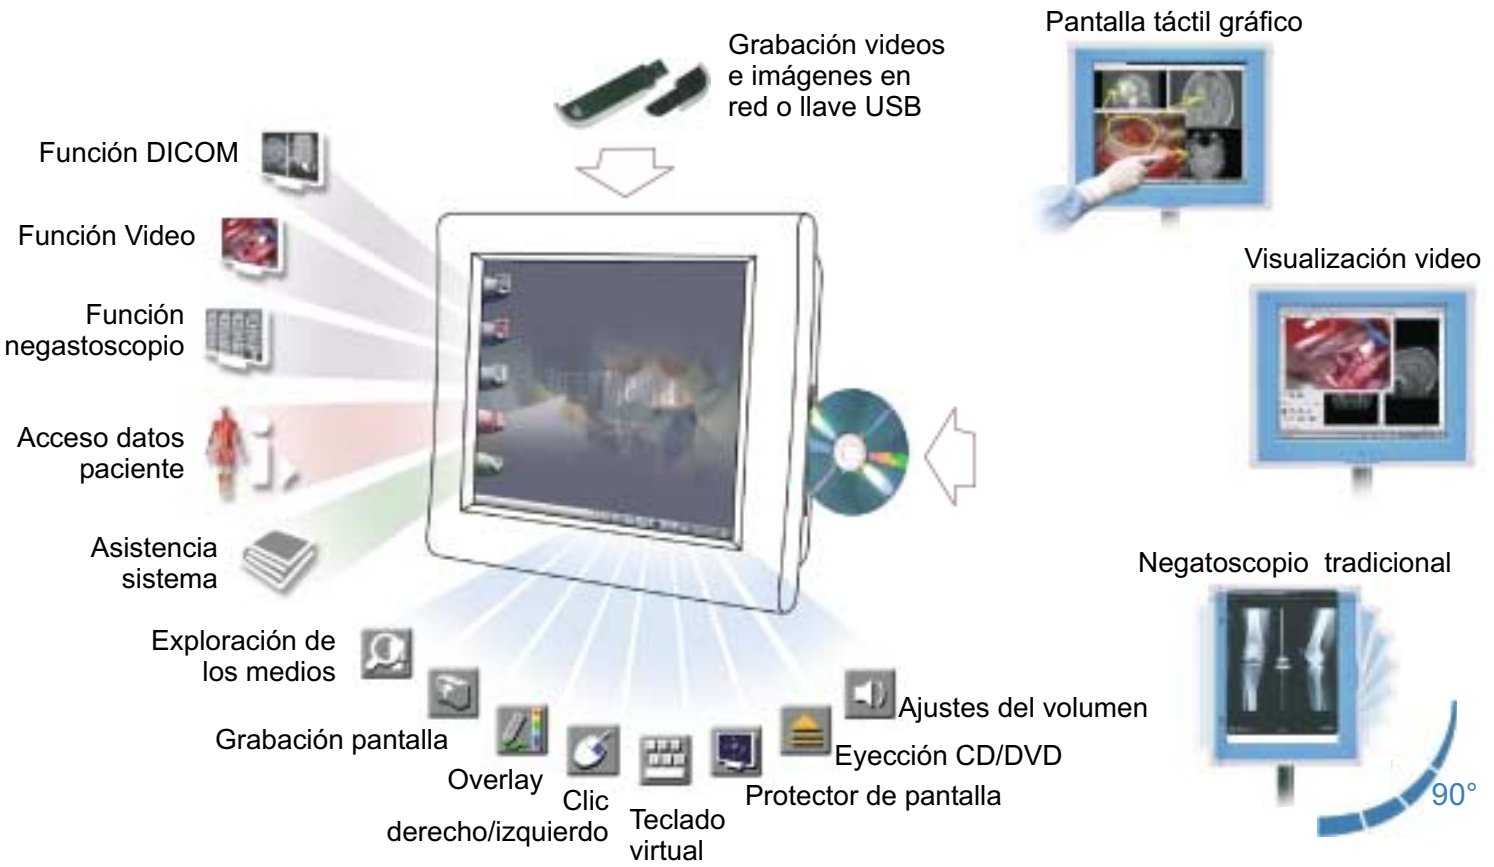 Pantalla táctil gráfico
Grabación videos
e imágenes en
red o llave USB
Función DICOM
Función Video
Visualización video
Función
negastoscopio
Acceso datos
paciente
Asistencia
sistema
Negatoscopio tradicional
Exploración de
los medios
Grabación pantalla
Overlay
Clic
derecho/izquierdo
Teclado
virtual
Protector de pantalla
Eyección CD/DVD
Ajustes del volumen
90°